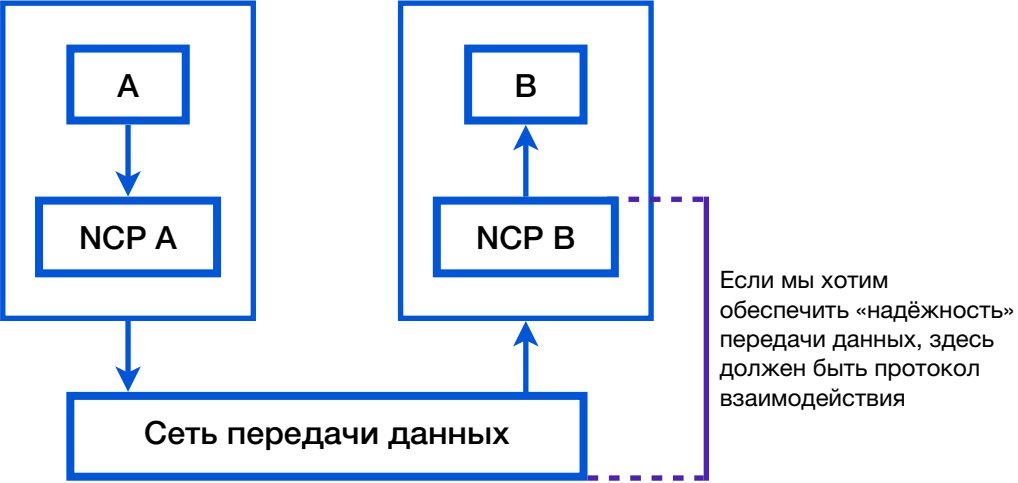 A
B
NCP A
NCP B
Если мы хотим
обеспечить «надёжность»
передачи данных, здесь
должен быть протокол
взаимодействия
Сеть передачи данных